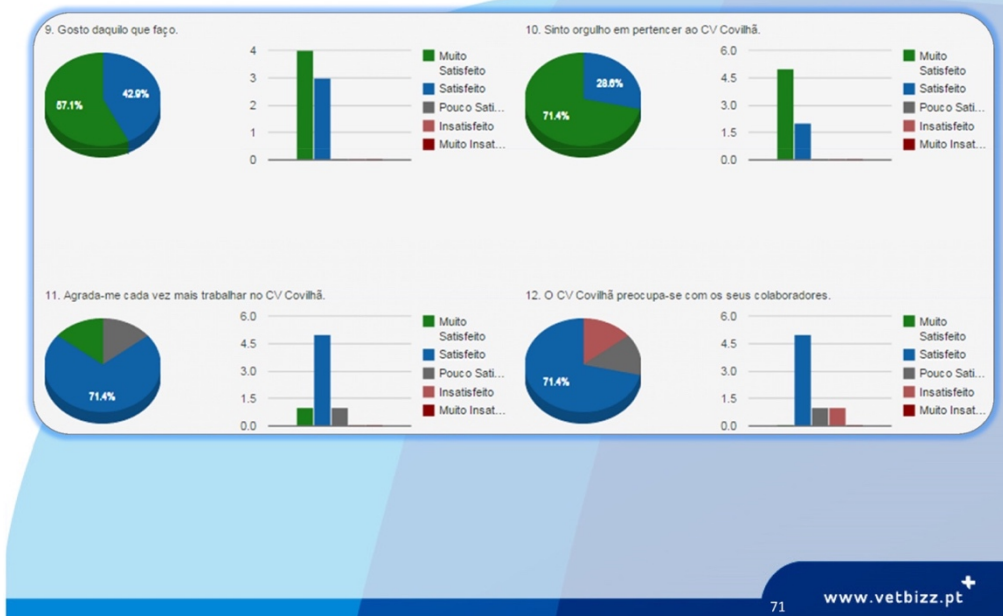 9. Gosto daquilo que faço.
57.1%
42.9%
4
3
2
1
0
Muito
Satisfeito
Satisfeito
Pouco Sati...
Insatisfeito
Muito Insat...
10. Sinto orgulho em pertencer ao CV Covilhã.
71.4%
28.6%
6.0
4.5
3.0
1.5
0.0
Muito
Satisfeito
Satisfeito
Pouco Sati...
Insatisfeito
Muito Insat...
11. Agrada-me cada vez mais trabalhar no CV Covilhã.
71.4%
6.0
4.5
3.0
1.5
0.0
Muito
Satisfeito
Satisfeito
Pouco Sati...
Insatisfeito
Muito Insat...
12. O CV Covilhã preocupa-se com os seus colaboradores.
71.4%
6.0
4.5
3.0
1.5
0.0
Muito
Satisfeito
Satisfeito
Pouco Sati...
Insatisfeito
Muito Insat...
71
www.vetbizz.pt